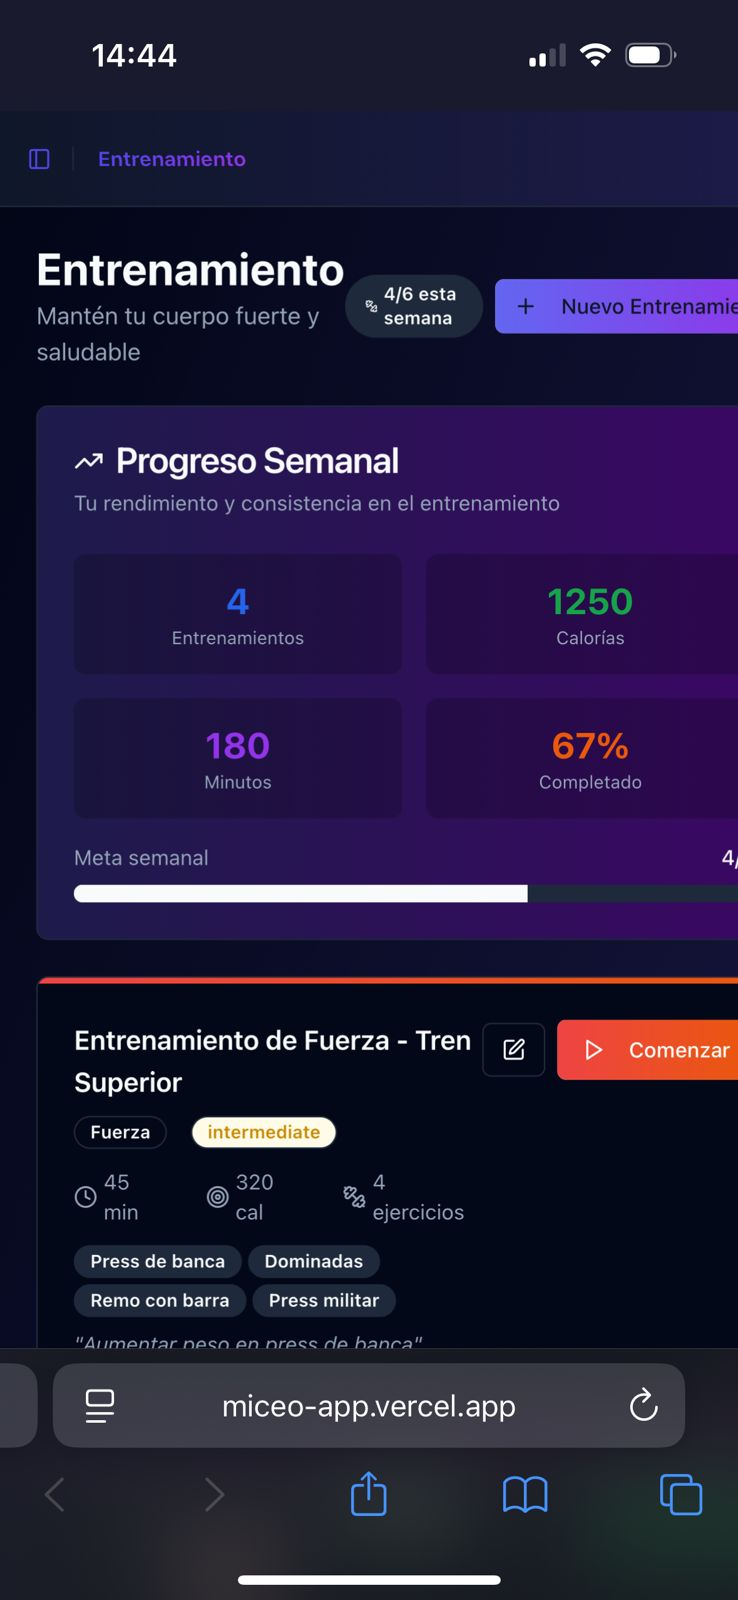 14:44
Entrenamiento
Entrenamiento
Mantén tu cuerpo fuerte y
saludable
4/6 esta
semana
Nuevo Entrenamie
Progreso Semanal
Tu rendimiento y consistencia en el entrenamiento
4
Entrenamientos
1250
Calorías
180
Minutos
67%
Completado
Meta semanal
4/
Entrenamiento de Fuerza - Tren
Superior
Comenzar
Fuerza
intermediate
45
min
320
cal
4
ejercicios
Press de banca
Dominadas
Remo con barra
Press militar
"Aumentar peso en press de banca"
miceo-app.vercel.app